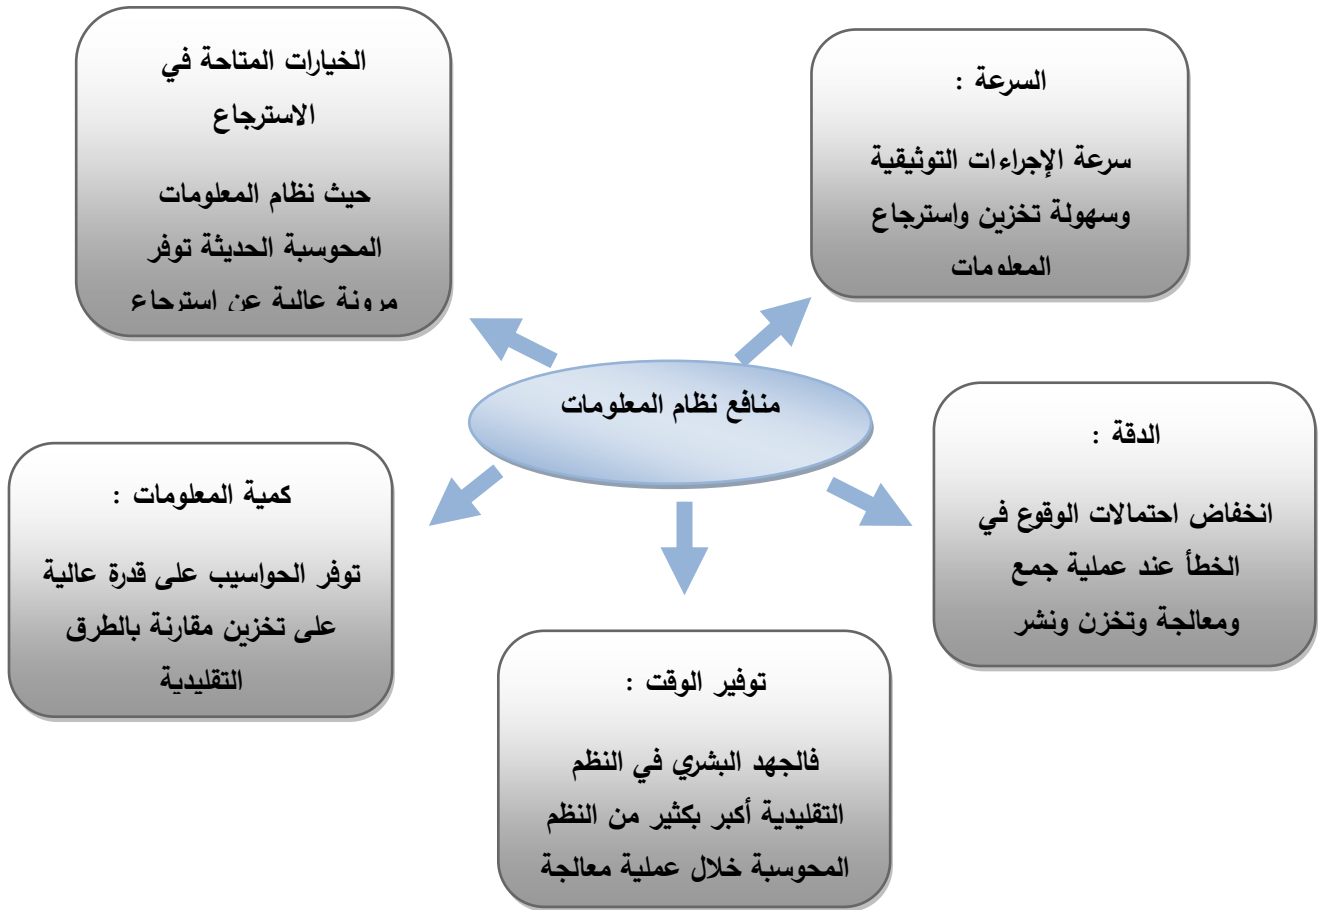 الخيارات المتاحة في
الاسترجاع
حيث نظام المعلومات
المحوسبة الحديثة توفر
مرونة عالية عن استرجاع
السرعة :
سرعة الإجراءات التوثيقية
وسهولة تخزين واسترجاع
المعلومات
منافع نظام المعلومات
الدقة :
انخفاض احتمالات الوقوع في
الخطأ عند عملية جمع
ومعالجة وتخزن ونشر
كمية المعلومات :
توفر الحواسيب على قدرة عالية
على تخزين مقارنة بالطرق
التقليدية
توفير الوقت :
فالجهد البشري في النظم
التقليدية أكبر بكثير من النظم
المحوسبة خلال عملية معالجة